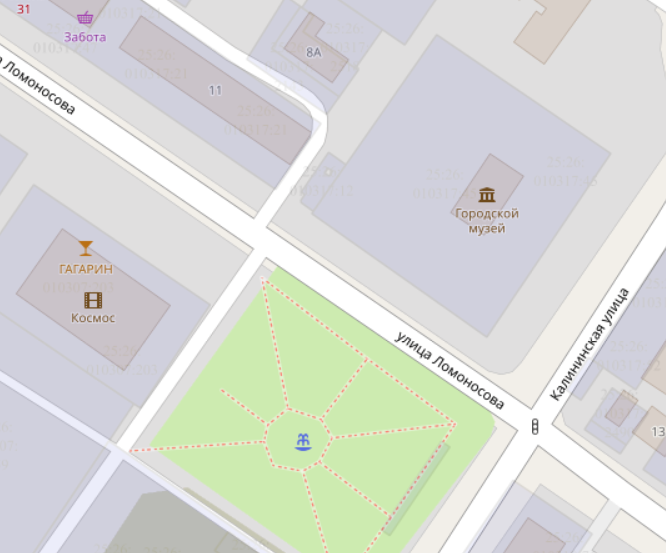 31
Забота
8А
11
а Ломоносова
Городской
музей
ГАГАРИН
Космос
улица Ломоносова
Калининская улица
13